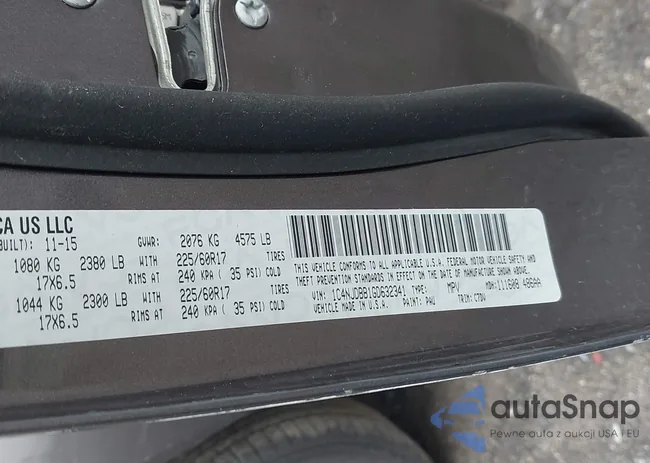 CA US LLC
BUILT): 11-15 GVWR: 2076 KG 4575 LB
1080 KG 2380 LB WITH 225/60R17 TIRES
17X6.5 RIMS AT 240 KPA ( 35 PSI) COLD
1044 KG 2300 LB WITH 225/60R17 TIRES
17X6.5 RIMS AT 240 KPA ( 35 PSI) COLD
THIS VEHICLE CONFORMS TO ALL APPLICABLE U.S.A. FEDERAL MOTOR VEHICLE SAFETY AND
THEFT PREVENTION STANDARDS IN EFFECT ON THE DATE OF MANUFACTURE SHOWN ABOVE.
VIN: 1C4NJDBB1GD632341 TYPE: MPV MDH: 111608 486AA
VEHICLE MADE IN U.S.A. PAINT: PAU TRIM: C7DV
autaSnap
Pewne auta z aukcji USA i EU